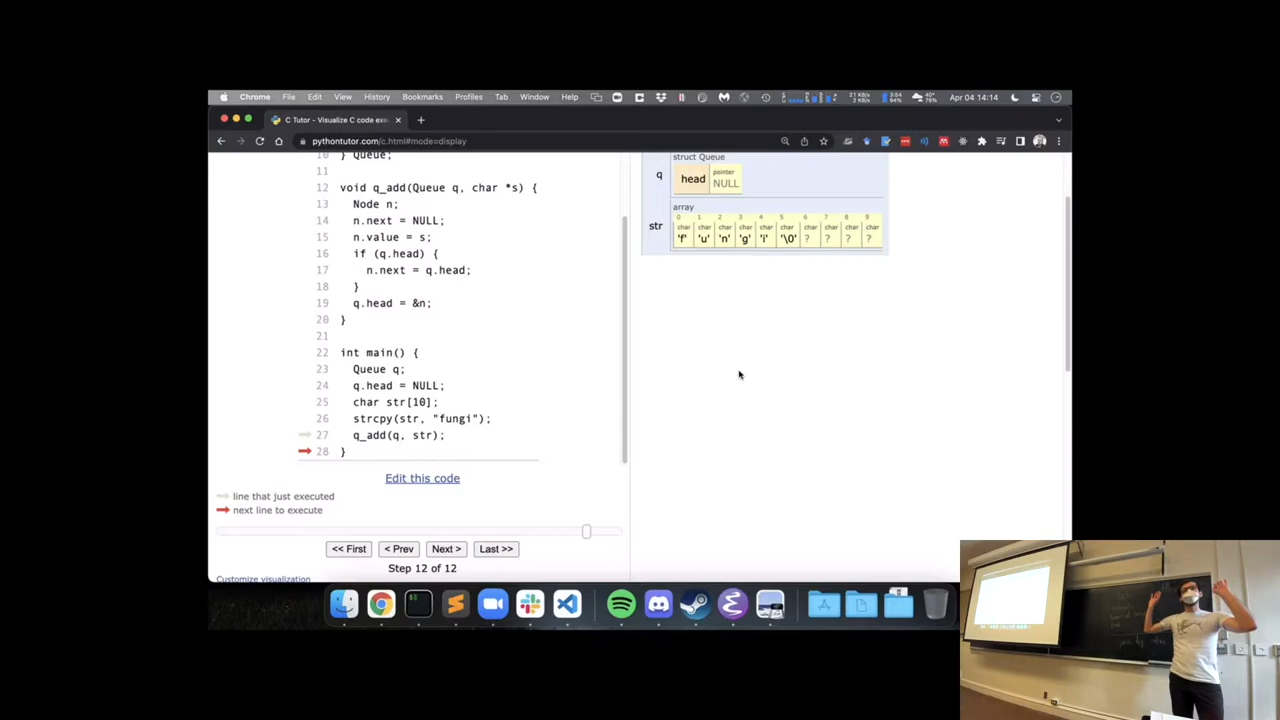 Chrome File Edit View History Bookmarks Profiles Tab Window Help Apr 04 14:14
C Tutor - Visualize C code exe
pythontutor.com/c.html#mode=display
10 } Queue;
11
12 void q_add(Queue q, char *s) {
13 Node n;
14 n.next = NULL;
15 n.value = s;
16 if (q.head) {
17 n.next = q.head;
18 }
19 q.head = &n;
20 }
21
22 int main() {
23 Queue q;
24 q.head = NULL;
25 char str[10];
26 strcpy(str, "fungi");
27 q_add(q, str);
28 }
Edit this code
line that just executed
next line to execute
<< First < Prev Next > Last >>
Step 12 of 12
Customize visualization
struct Queue
q head pointer
NULL
array
0 1 2 3 4 5 6 7 8 9
char char char char char char char char char char
str 'f' 'u' 'n' 'g' 'i' '\0' ? ? ? ?